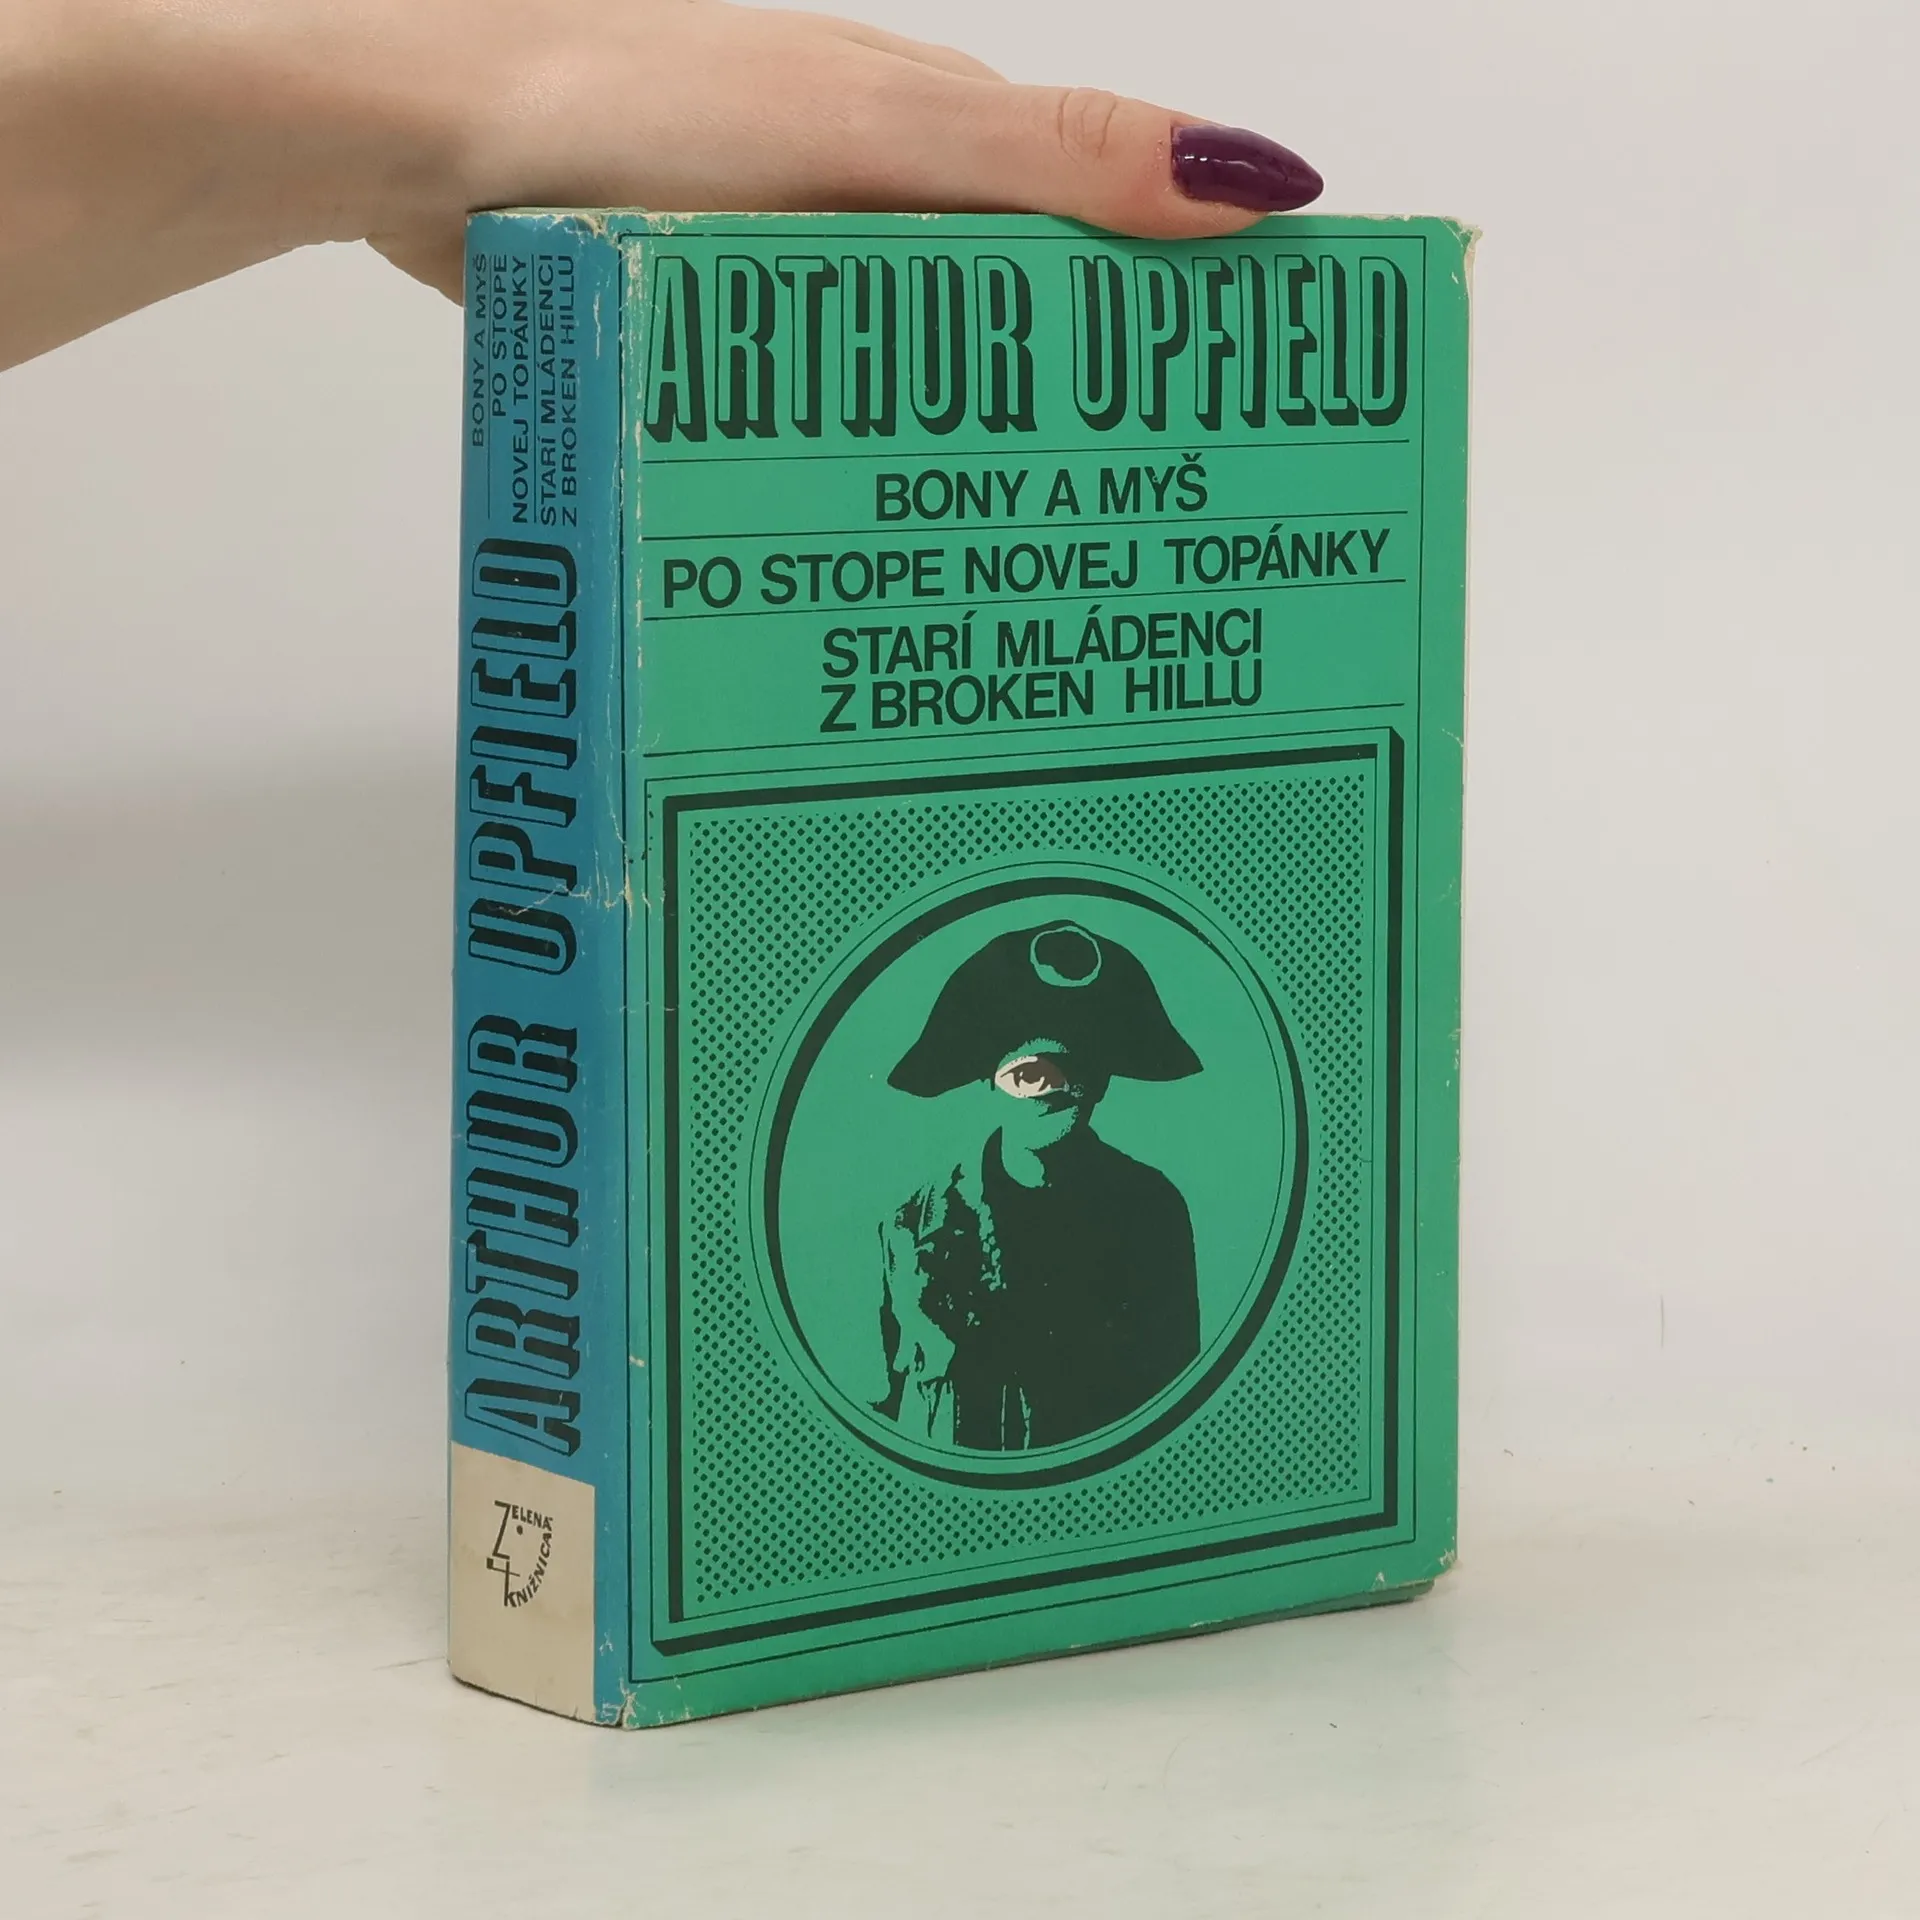 ARTHUR UPFIELD
BONY A MYŠ
PO STOPE NOVEJ TOPÁNKY
STARÍ MLÁDENCI
Z BROKEN HILLU
BONY A MYŠ
PO STOPE
NOVEJ TOPÁNKY
STARÍ MLÁDENCI
Z BROKEN HILLU
ARTHUR UPFIELD
ZELENÁ
KNIŽNICA